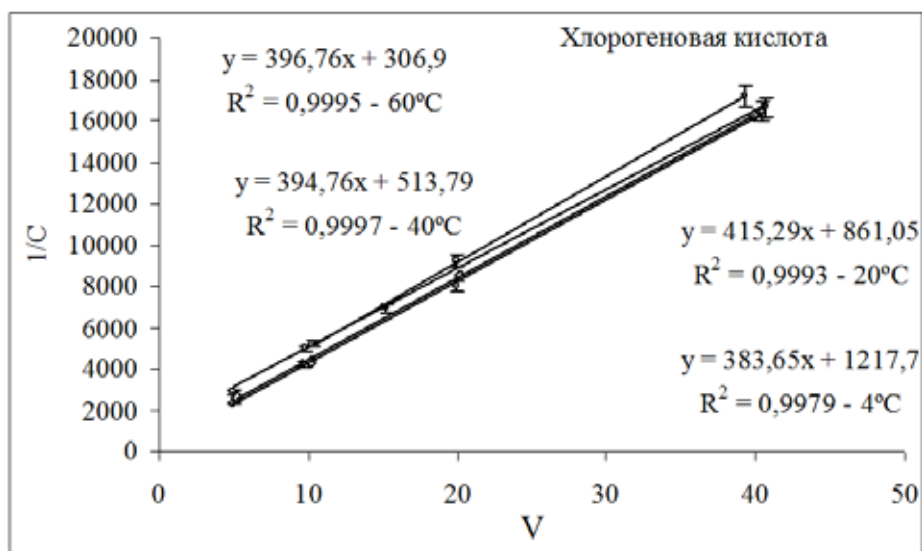 Хлорогеновая кислота
y = 396,76x + 306,9
R² = 0,9995 - 60ºC
y = 394,76x + 513,79
R² = 0,9997 - 40ºC
y = 415,29x + 861,05
R² = 0,9993 - 20ºC
y = 383,65x + 1217,7
R² = 0,9979 - 4ºC
1/C
20000
18000
16000
14000
12000
10000
8000
6000
4000
2000
0
0 10 20 30 40 50
V